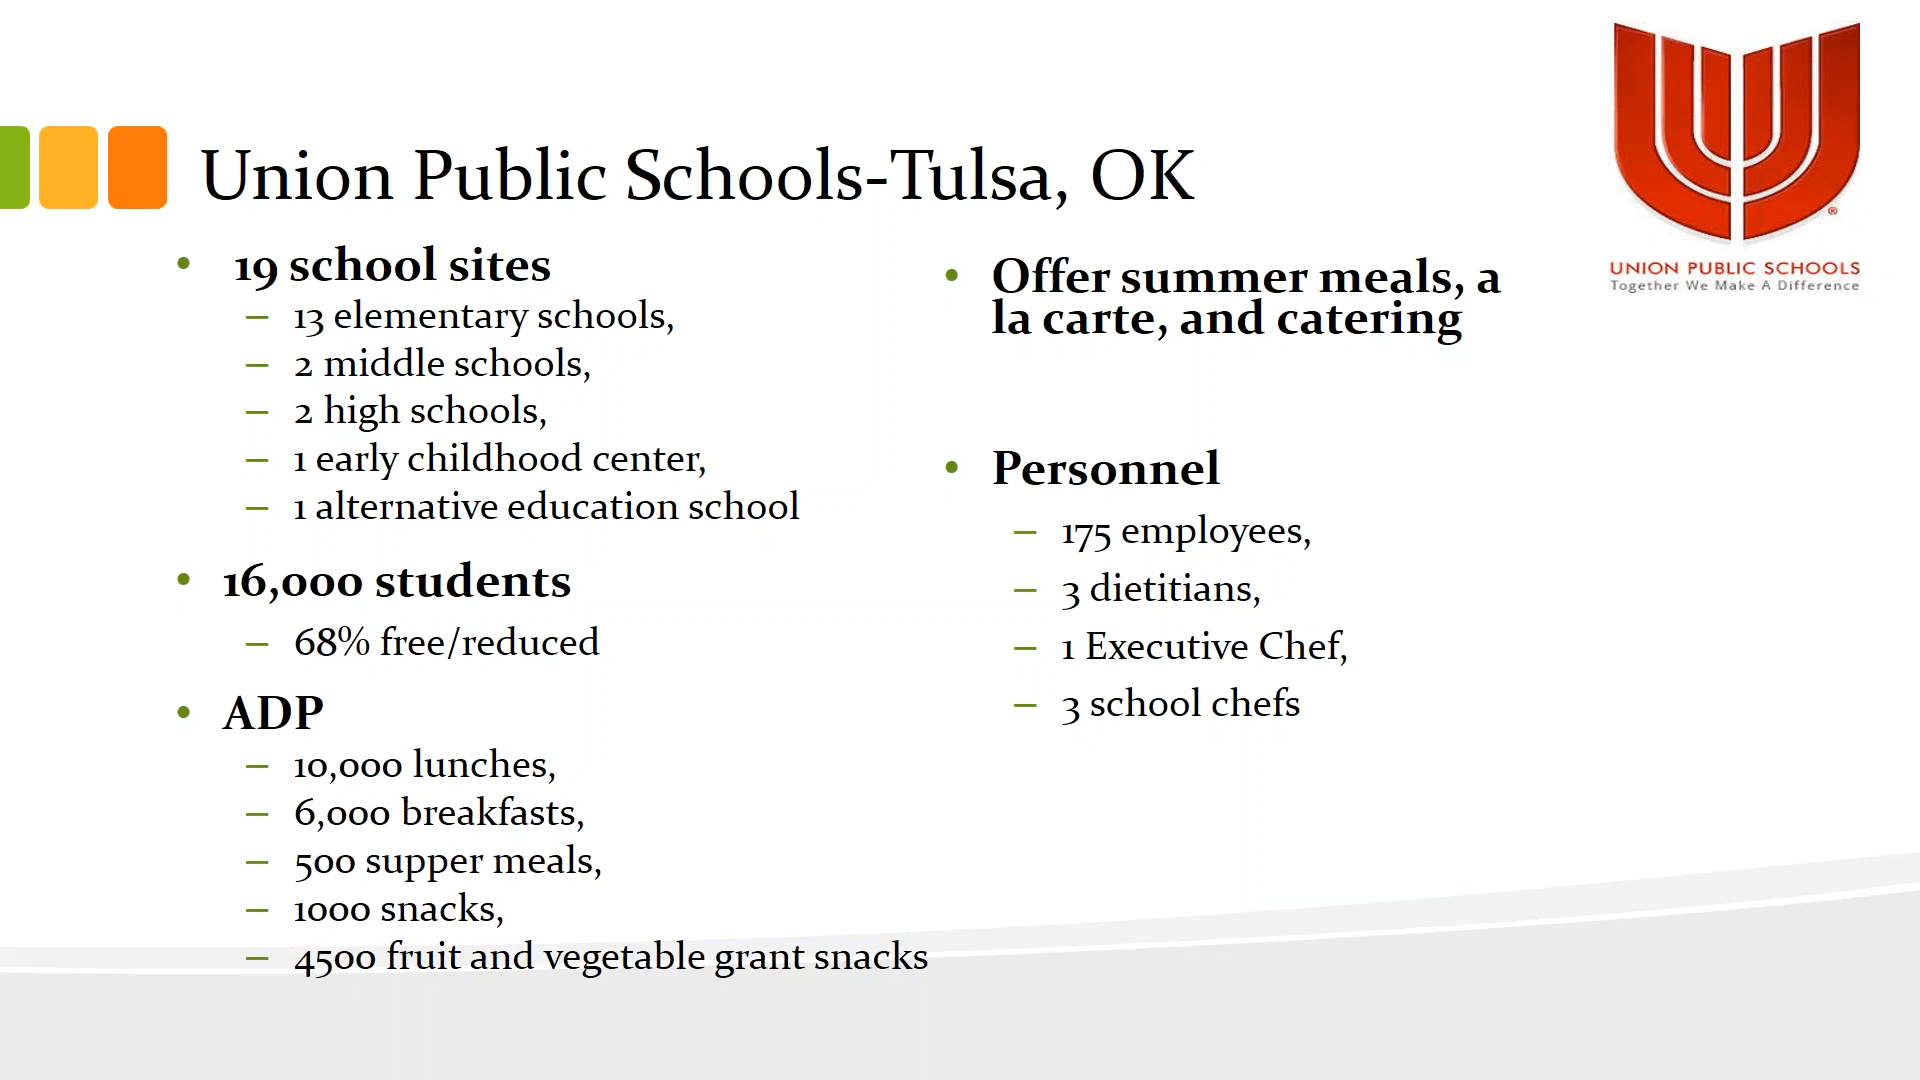 Union Public Schools-Tulsa, OK
• 19 school sites
– 13 elementary schools,
– 2 middle schools,
– 2 high schools,
– 1 early childhood center,
– 1 alternative education school
• 16,000 students
– 68% free/reduced
• ADP
– 10,000 lunches,
– 6,000 breakfasts,
– 500 supper meals,
– 1000 snacks,
– 4500 fruit and vegetable grant snacks
• Offer summer meals, a
la carte, and catering
• Personnel
– 175 employees,
– 3 dietitians,
– 1 Executive Chef,
– 3 school chefs
®
UNION PUBLIC SCHOOLS
Together We Make A Difference